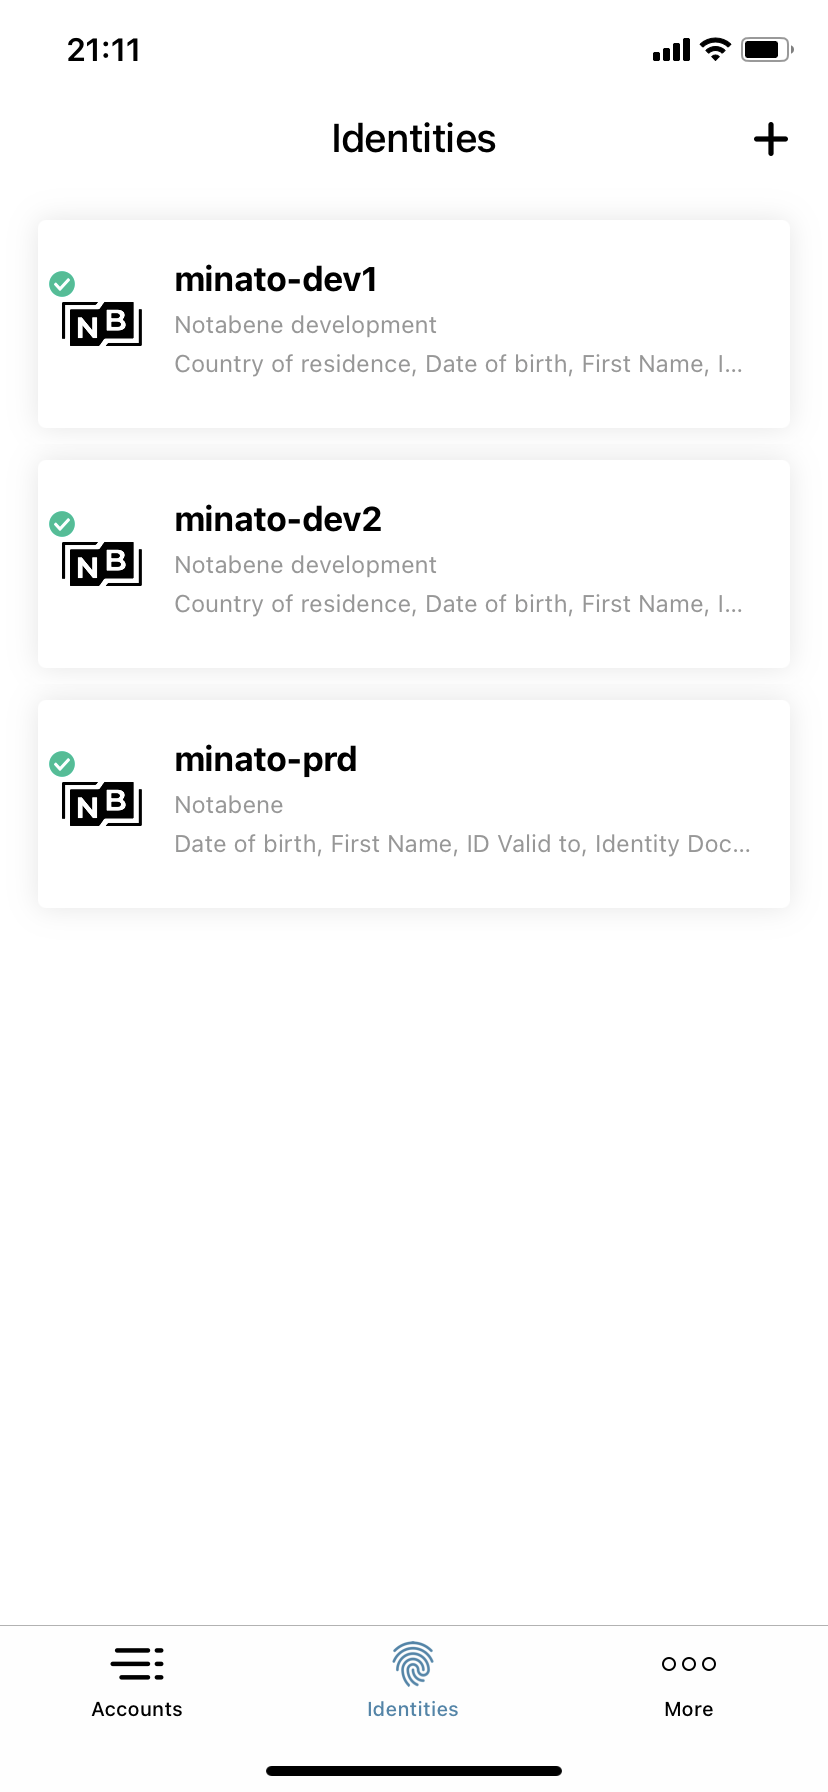 21:11
Identities
minato-dev1
NB
Notabene development
Country of residence, Date of birth, First Name, I...
minato-dev2
NB
Notabene development
Country of residence, Date of birth, First Name, I...
minato-prd
NB
Notabene
Date of birth, First Name, ID Valid to, Identity Doc...
Accounts
Identities
More